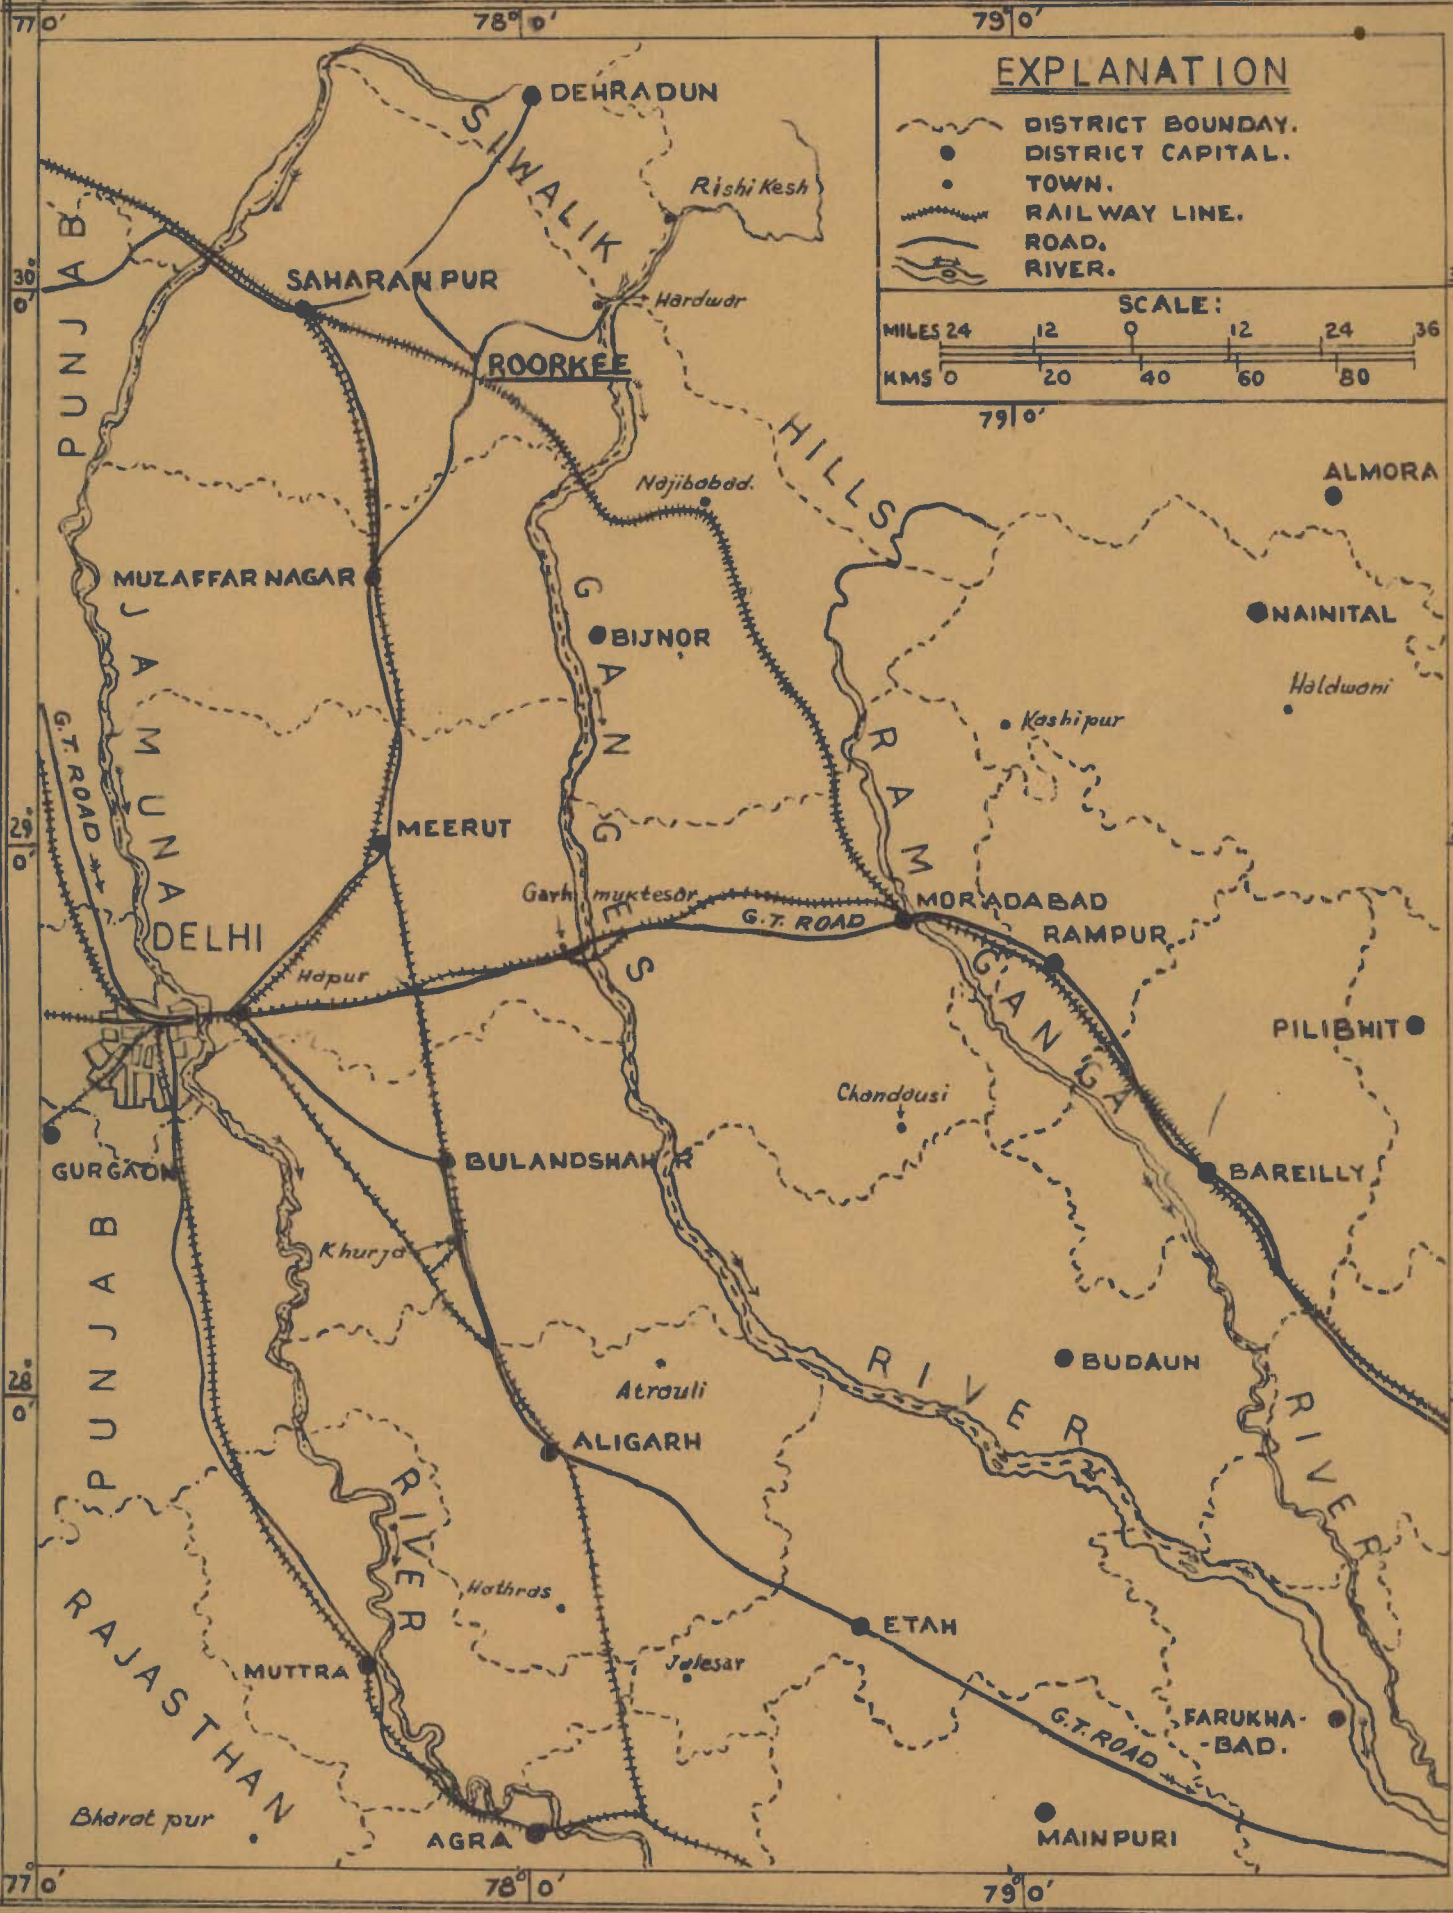 77 0'
78° 0'
79° 0'
EXPLANATION
DISTRICT BOUNDAY.
DISTRICT CAPITAL.
TOWN.
RAILWAY LINE.
ROAD.
RIVER.
SCALE:
MILES 24 12 0 12 24 36
KMS 0 20 40 60 80
79 0'
DEHRADUN
SIWALIK
RishiKesh
PUNJAB
30° 0'
SAHARANPUR
Hardwar
ROORKEE
HILLS
ALMORA
Najibabad.
MUZAFFARNAGAR
JAMUNA
GANGES
BIJNOR
NAINITAL
Haldwani
Kashipur
G.T. ROAD
RAM
29° 0'
MEERUT
Garh muktesar
MORADABAD
G.T. ROAD
RAMPUR
DELHI
Hapur
GANGA
PILIBHIT
Chandausi
GURGAON
BULANDSHAHR
BAREILLY
PUNJAB
Khurja
RIVER
BUDAUN
Atrauli
28° 0'
RIVER
ALIGARH
RIVER
Hathras
RAJASTHAN
ETAH
MUTTRA
Jalesar
G.T. ROAD
FARUKHA-
-BAD.
Bharat pur
AGRA
MAINPURI
77° 0'
78° 0'
79° 0'